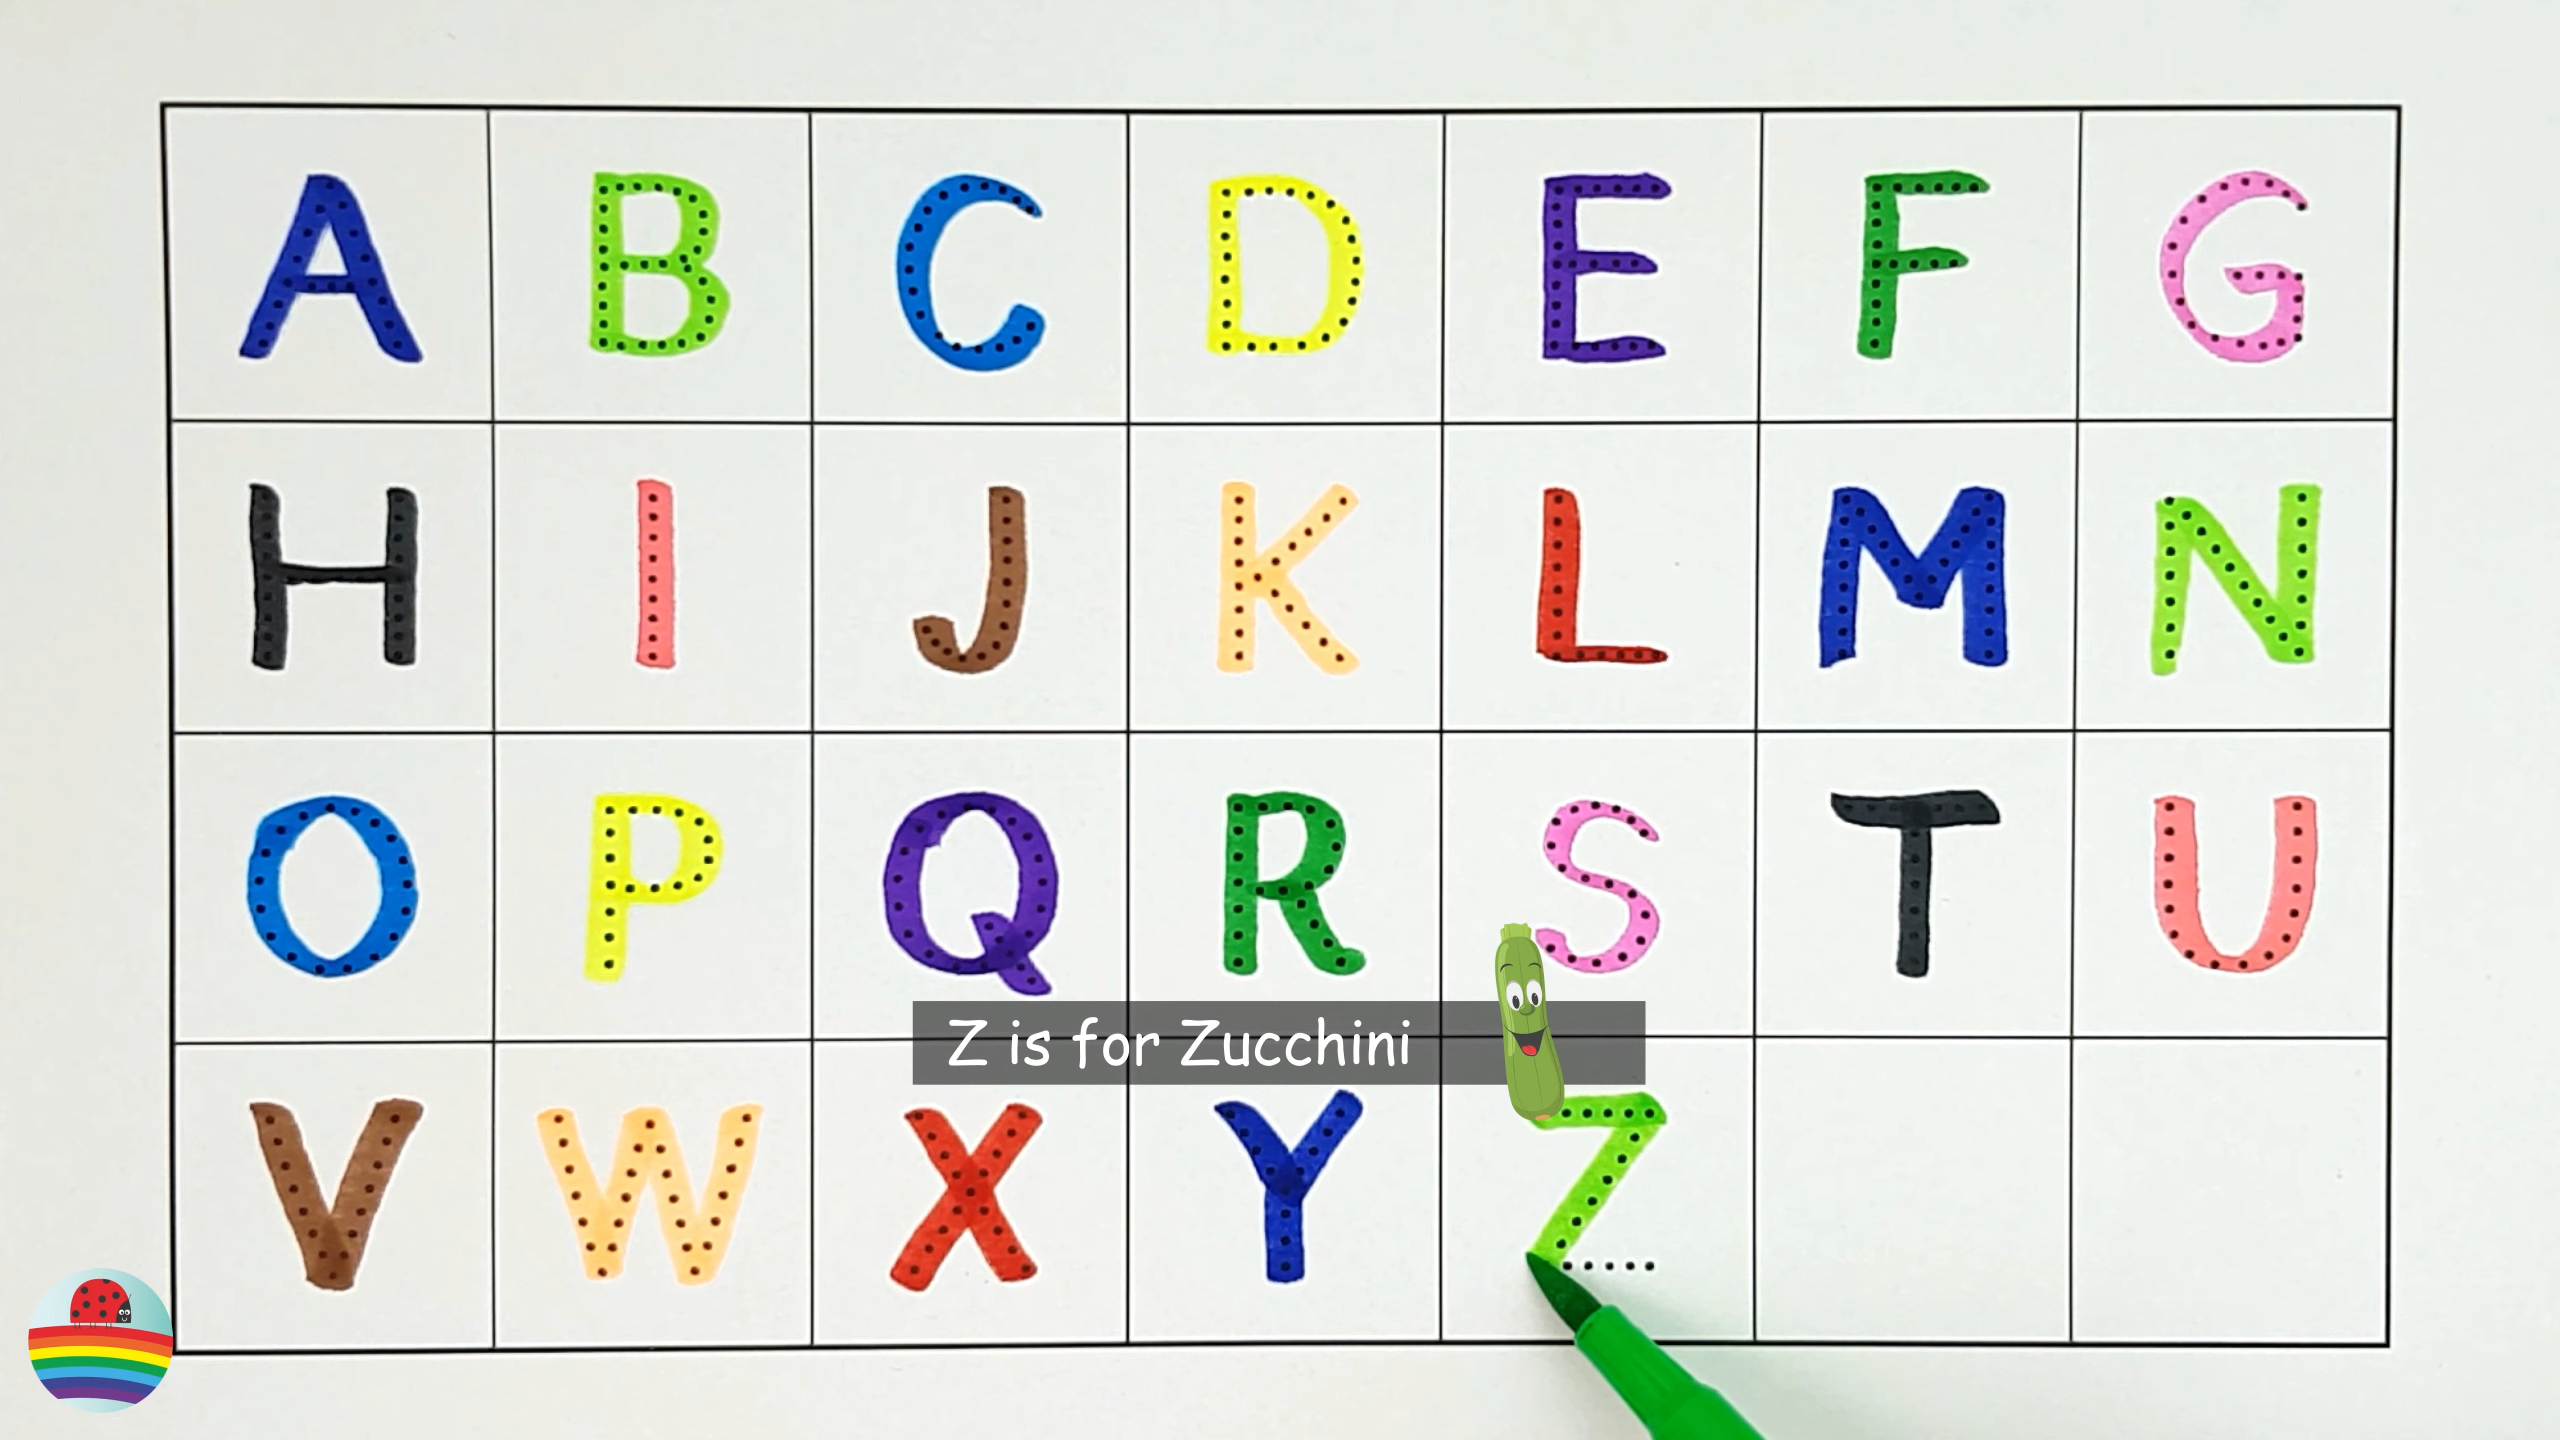 A B C D E F G
H I J K L M N
O P Q R S T U
Z is for Zucchini
V W X Y Z